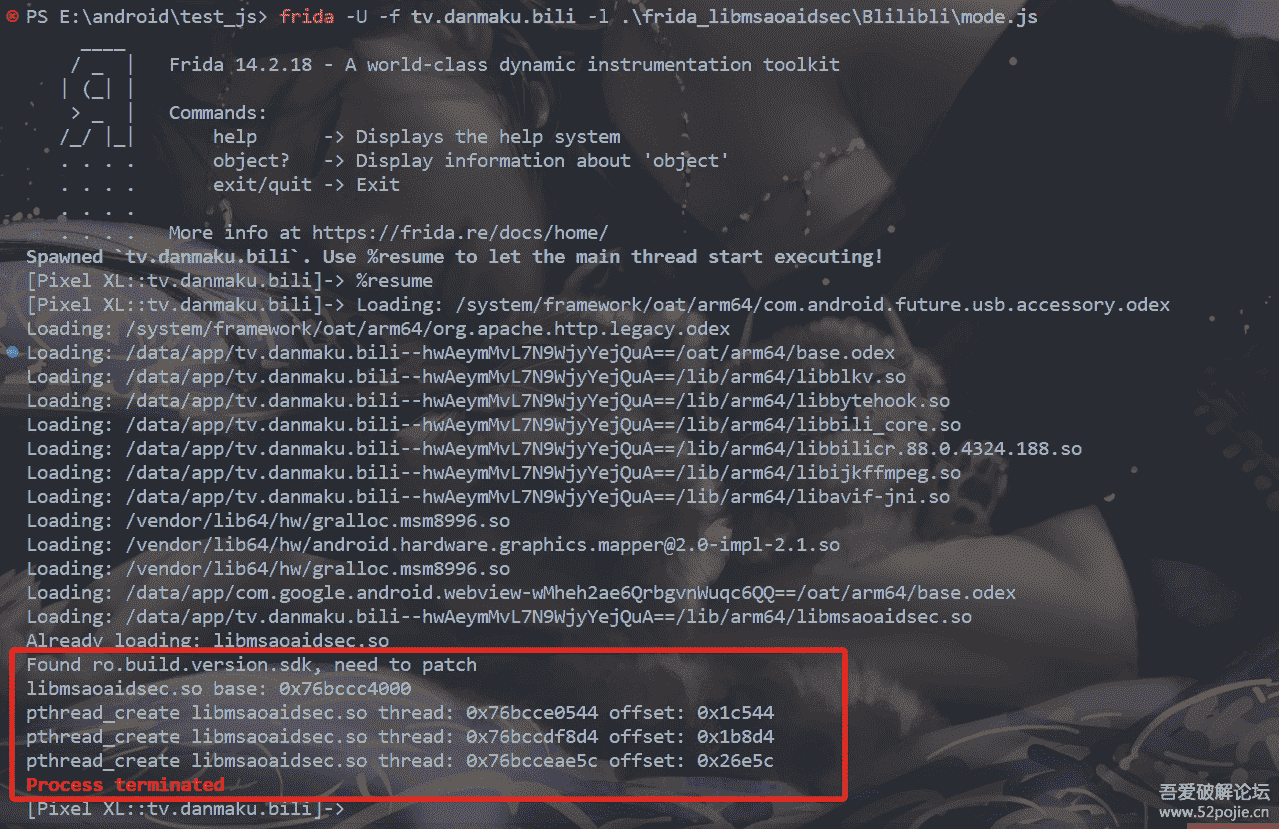 PS E:\android\test_js> frida -U -f tv.danmaku.bili -l .\frida_libmsaoaidsec\Blilibli\mode.js
     ____
    / _  |   Frida 14.2.18 - A world-class dynamic instrumentation toolkit
   | (_| |
    > _  |   Commands:
   /_/ |_|       help      -> Displays the help system
   . . . .       object?   -> Display information about 'object'
   . . . .       exit/quit -> Exit
   . . . .
   . . . .   More info at https://frida.re/docs/home/
Spawned `tv.danmaku.bili`. Use %resume to let the main thread start executing!
[Pixel XL::tv.danmaku.bili]-> %resume
[Pixel XL::tv.danmaku.bili]-> Loading: /system/framework/oat/arm64/com.android.future.usb.accessory.odex
Loading: /system/framework/oat/arm64/org.apache.http.legacy.odex
Loading: /data/app/tv.danmaku.bili--hwAeymMvL7N9WjyYejQuA==/oat/arm64/base.odex
Loading: /data/app/tv.danmaku.bili--hwAeymMvL7N9WjyYejQuA==/lib/arm64/libblkv.so
Loading: /data/app/tv.danmaku.bili--hwAeymMvL7N9WjyYejQuA==/lib/arm64/libbytehook.so
Loading: /data/app/tv.danmaku.bili--hwAeymMvL7N9WjyYejQuA==/lib/arm64/libbili_core.so
Loading: /data/app/tv.danmaku.bili--hwAeymMvL7N9WjyYejQuA==/lib/arm64/libbilicr.88.0.4324.188.so
Loading: /data/app/tv.danmaku.bili--hwAeymMvL7N9WjyYejQuA==/lib/arm64/libijkffmpeg.so
Loading: /data/app/tv.danmaku.bili--hwAeymMvL7N9WjyYejQuA==/lib/arm64/libavif-jni.so
Loading: /vendor/lib64/hw/gralloc.msm8996.so
Loading: /vendor/lib64/hw/android.hardware.graphics.mapper@2.0-impl-2.1.so
Loading: /vendor/lib64/hw/gralloc.msm8996.so
Loading: /data/app/com.google.android.webview-wMheh2ae6QrbgvnWuqc6QQ==/oat/arm64/base.odex
Loading: /data/app/tv.danmaku.bili--hwAeymMvL7N9WjyYejQuA==/lib/arm64/libmsaoaidsec.so
Already loading: libmsaoaidsec.so
Found ro.build.version.sdk, need to patch
libmsaoaidsec.so base: 0x76bccc4000
pthread_create libmsaoaidsec.so thread: 0x76bcce0544 offset: 0x1c544
pthread_create libmsaoaidsec.so thread: 0x76bccdf8d4 offset: 0x1b8d4
pthread_create libmsaoaidsec.so thread: 0x76bcceae5c offset: 0x26e5c
Process terminated
[Pixel XL::tv.danmaku.bili]->
吾爱破解论坛
www.52pojie.cn